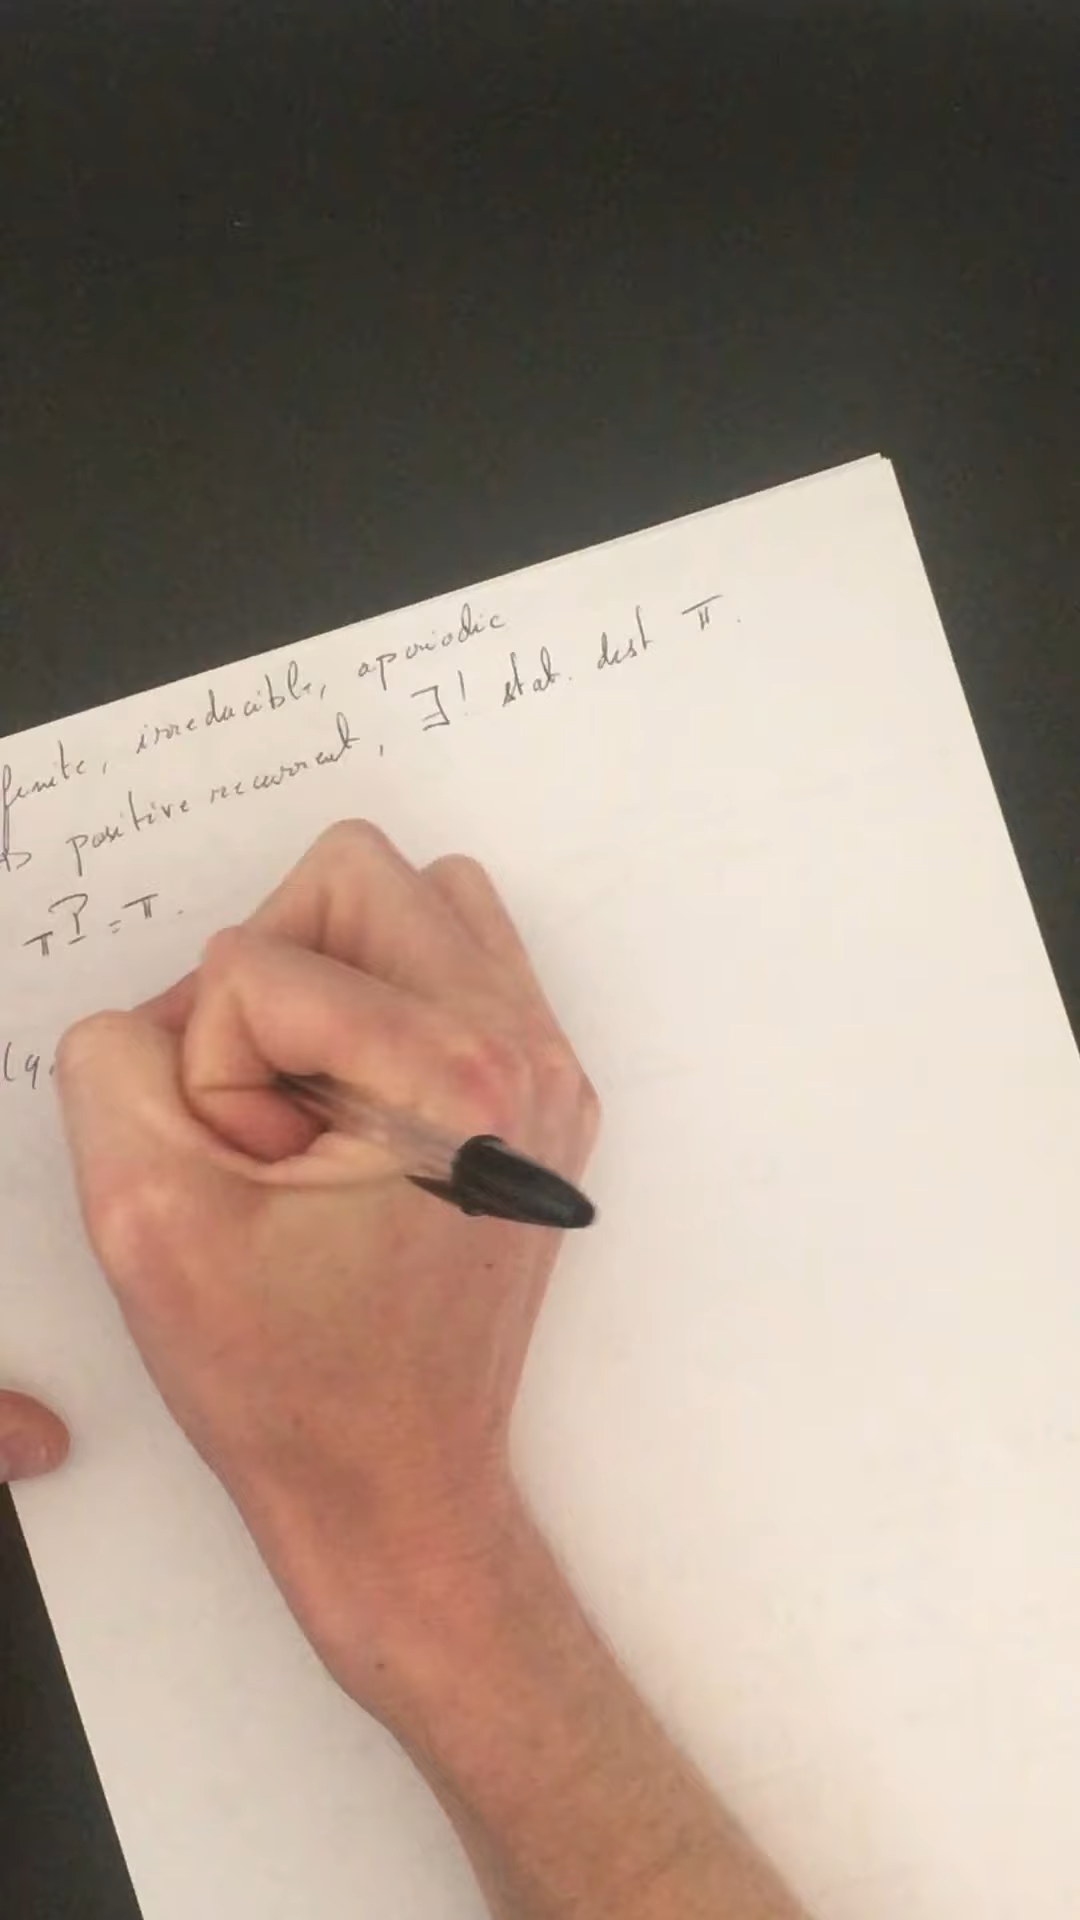 finite, irreducible, aperiodic
positive recurrent, ∃! stat. dist π.
πP = π.
(q.